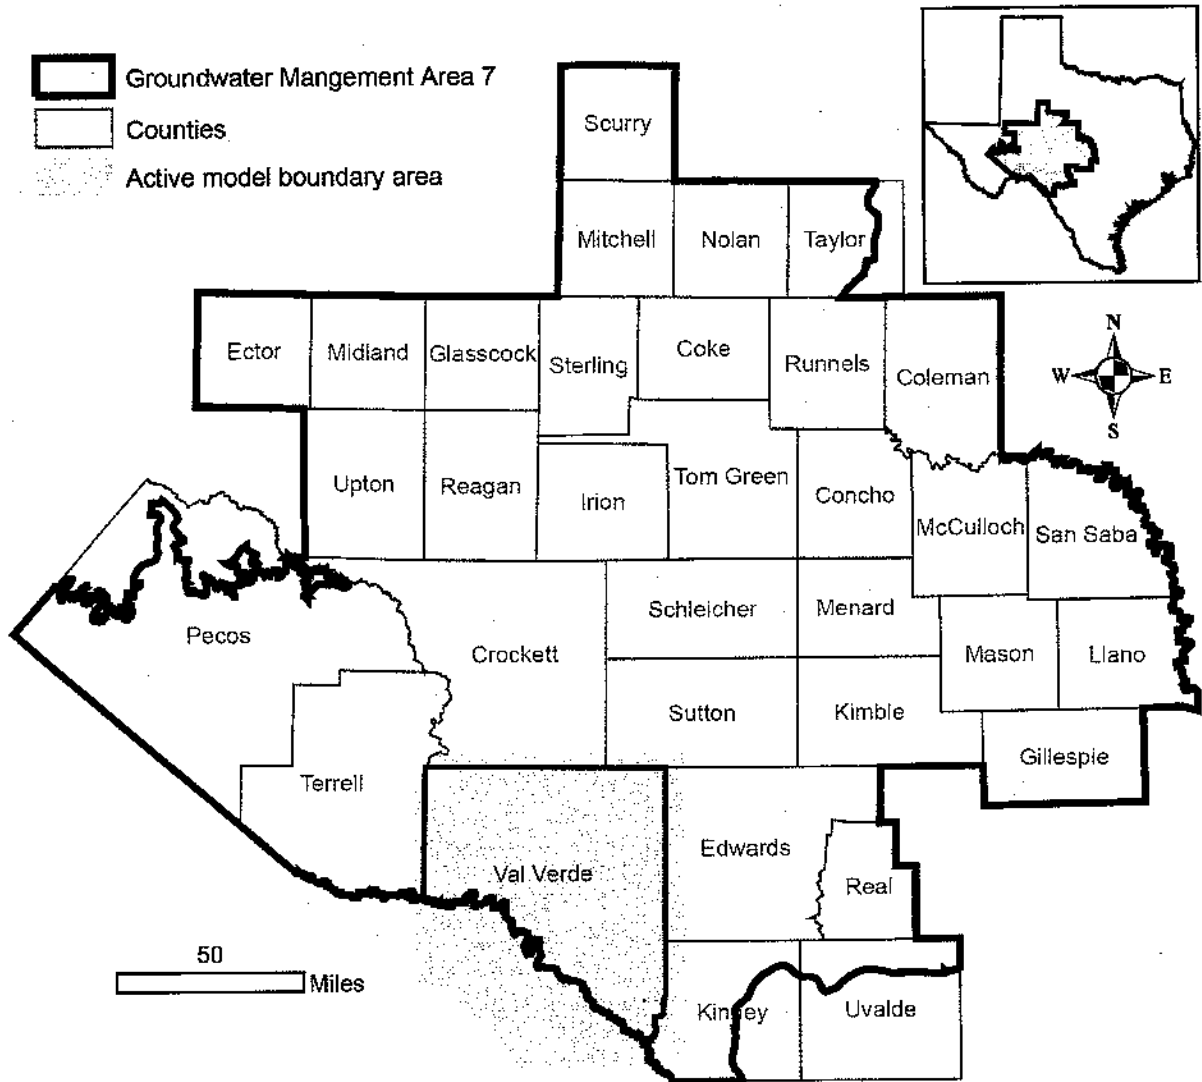 Groundwater Mangement Area 7
Counties
Active model boundary area
Scurry
Mitchell
Nolan
Taylor
N
W
E
S
Ector
Midland
Glasscock
Sterling
Coke
Runnels
Coleman
Upton
Reagan
Irion
Tom Green
Concho
McCulloch
San Saba
Pecos
Crockett
Schleicher
Menard
Mason
Llano
Sutton
Kimble
Gillespie
Terrell
Val Verde
Edwards
Real
50
Miles
Kinney
Uvalde